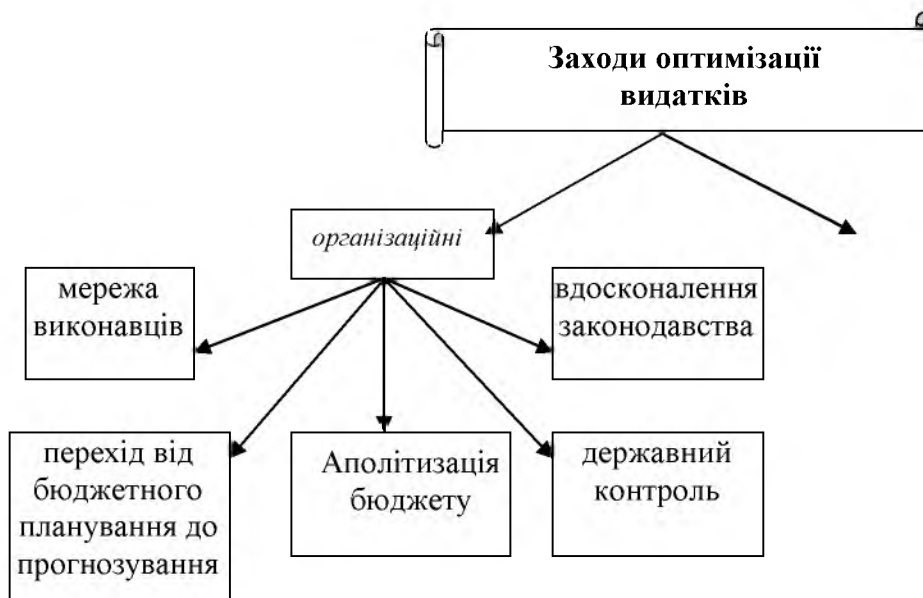 Заходи оптимізації
видатків
організаційні
мережа
виконавців
вдосконалення
законодавства
перехід від
бюджетного
планування до
прогнозування
Аполітизація
бюджету
державний
контроль